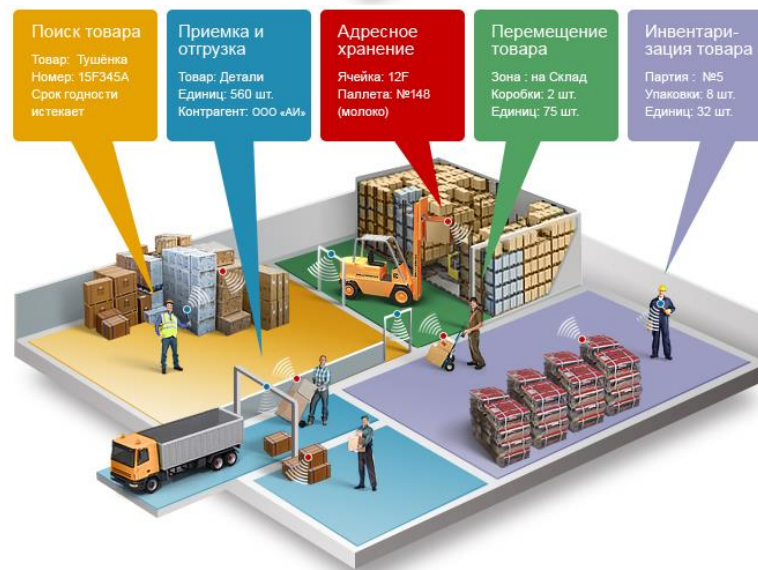 Поиск товара
Товар: Тушёнка
Номер: 15F345A
Срок годности
истекает
Приемка и
отгрузка
Товар: Детали
Единиц: 560 шт.
Контрагент: ООО «АИ»
Адресное
хранение
Ячейка: 12F
Паллета: №148
(молоко)
Перемещение
товара
Зона : на Склад
Коробки: 2 шт.
Единиц: 75 шт.
Инвентари-
зация товара
Партия : №5
Упаковки: 8 шт.
Единиц: 32 шт.